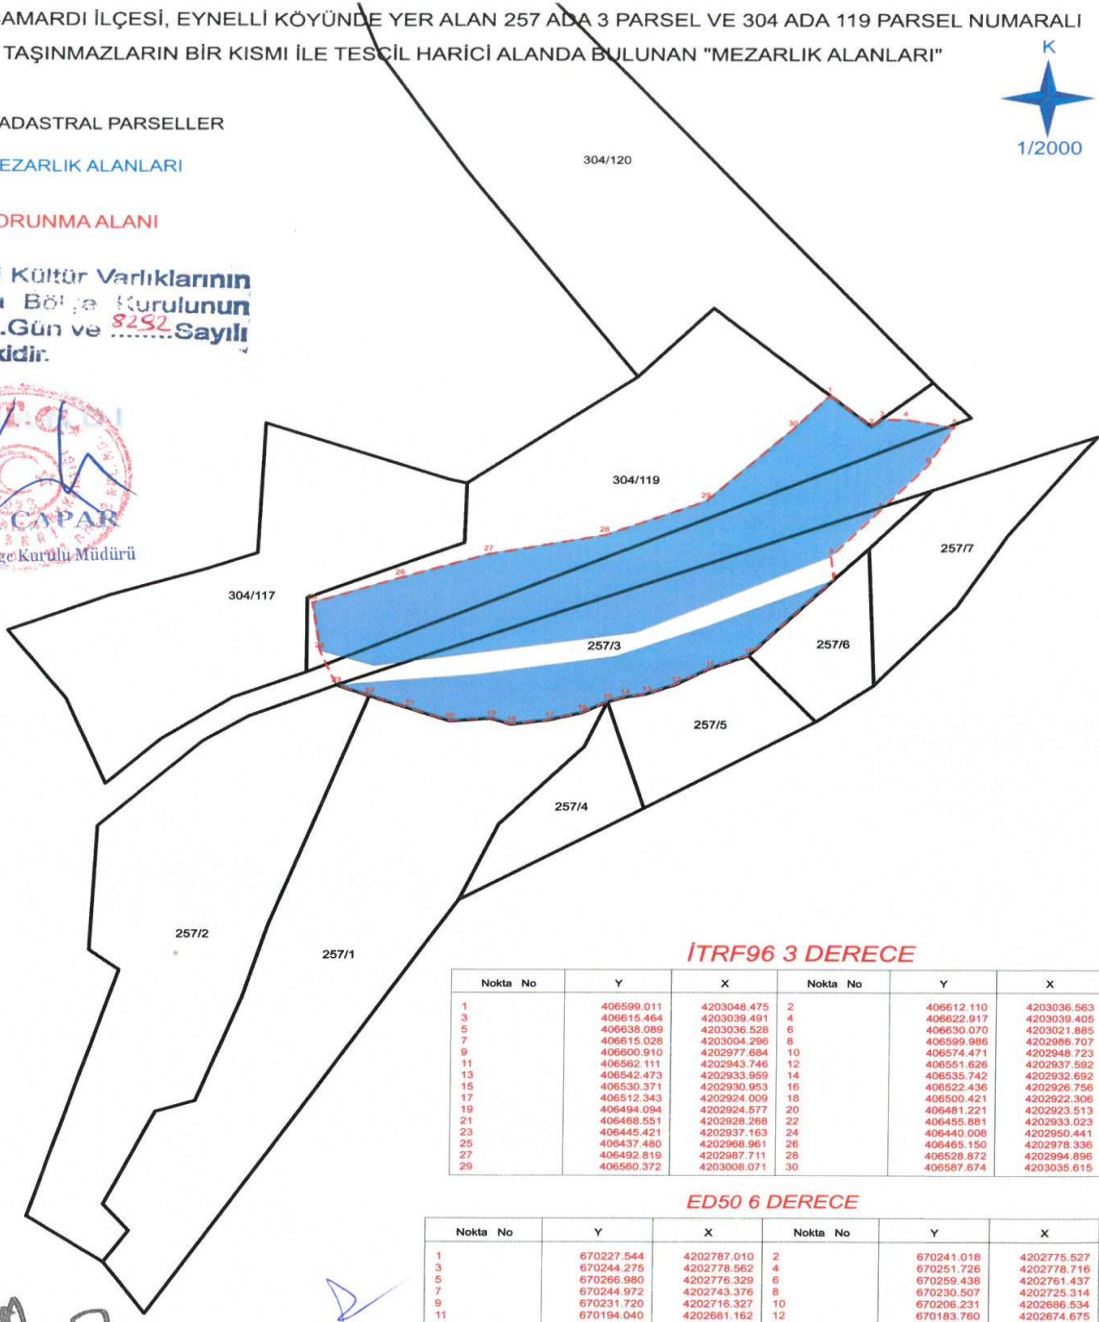 AMARDI İLÇESİ, EYNELLİ KÖYÜNDE YER ALAN 257 ADA 3 PARSEL VE 304 ADA 119 PARSEL NUMARALI
TAŞINMAZLARIN BİR KISMI İLE TESCİL HARİCİ ALANDA BULUNAN "MEZARLIK ALANLARI"
K
1/2000
ADASTRAL PARSELLER
EZARLIK ALANLARI
ORUNMA ALANI
Kültür Varlıklarının
Bölge Kurulunun
.Gün ve 8292 Sayılı
kidir.
T.C.
ÇAPAR
ge Kurulu Müdürü
304/120
304/119
304/117
257/7
257/3
257/6
257/5
257/4
257/2
257/1
İTRF96 3 DERECE
Nokta No Y X Nokta No Y X
1 406599.011 4203048.475 2 406612.110 4203036.563
3 406615.464 4203039.491 4 406622.917 4203039.405
5 406638.089 4203036.528 6 406630.070 4203021.885
7 406615.028 4203004.296 8 406599.986 4202986.707
9 406600.910 4202977.684 10 406574.471 4202948.723
11 406562.111 4202943.746 12 406551.626 4202937.592
13 406542.473 4202933.959 14 406535.742 4202932.692
15 406530.371 4202930.953 16 406522.436 4202926.756
17 406512.343 4202924.009 18 406500.421 4202922.306
19 406494.094 4202924.577 20 406481.221 4202923.513
21 406468.551 4202928.268 22 406455.881 4202933.023
23 406445.421 4202937.163 24 406440.008 4202950.441
25 406437.480 4202968.961 26 406465.150 4202978.336
27 406492.819 4202987.711 28 406528.872 4202994.896
29 406560.372 4203008.071 30 406587.674 4203035.615
ED50 6 DERECE
Nokta No Y X Nokta No Y X
1 670227.544 4202787.010 2 670241.018 4202775.527
3 670244.275 4202778.562 4 670251.726 4202778.716
5 670266.980 4202776.329 6 670259.438 4202761.437
7 670244.972 4202743.376 8 670230.507 4202725.314
9 670231.720 4202716.327 10 670206.231 4202686.534
11 670194.040 4202681.162 12 670183.760 4202674.675